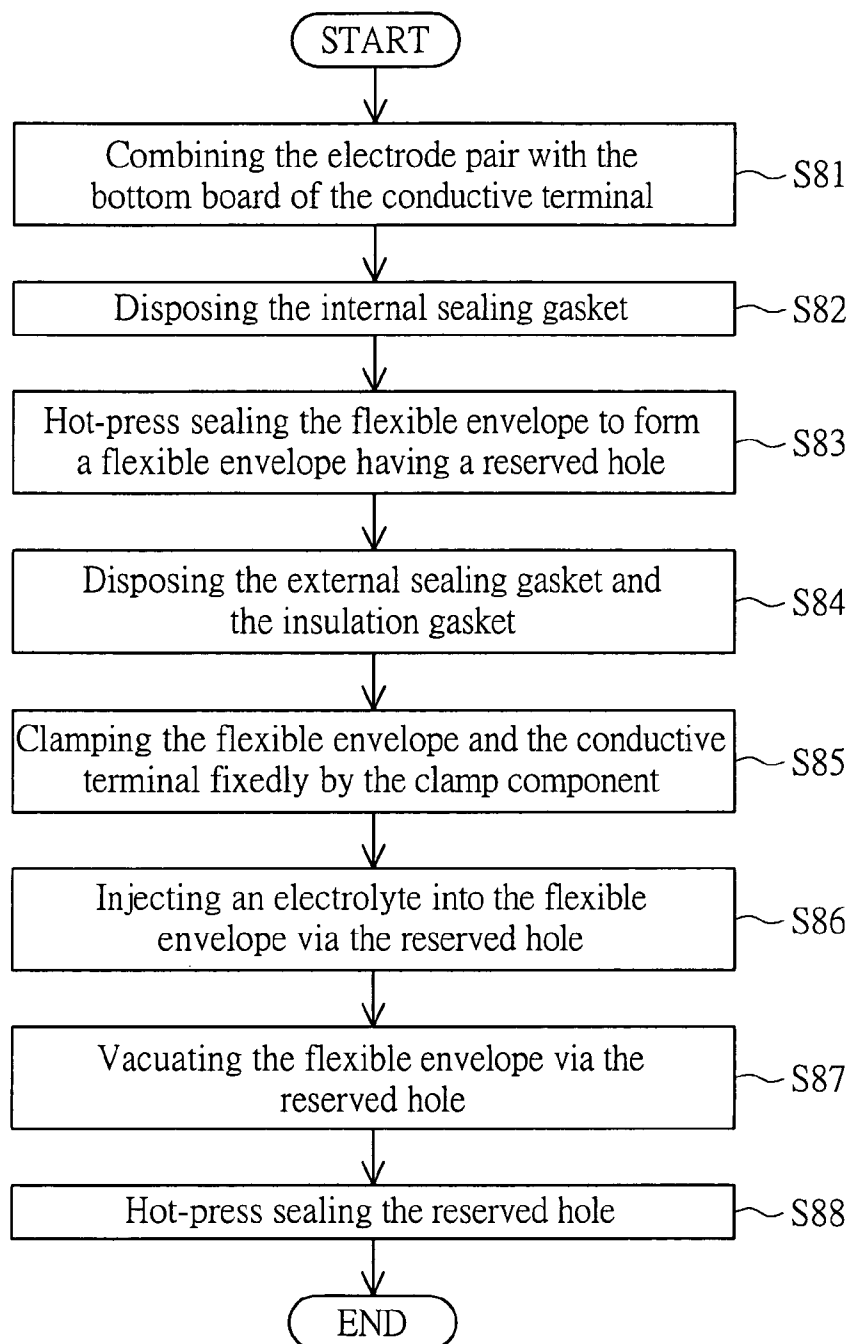 START
Combining the electrode pair with the
bottom board of the conductive terminal
S81
Disposing the internal sealing gasket
S82
Hot-press sealing the flexible envelope to form
a flexible envelope having a reserved hole
S83
Disposing the external sealing gasket and
the insulation gasket
S84
Clamping the flexible envelope and the conductive
terminal fixedly by the clamp component
S85
Injecting an electrolyte into the flexible
envelope via the reserved hole
S86
Vacuating the flexible envelope via the
reserved hole
S87
Hot-press sealing the reserved hole
S88
END